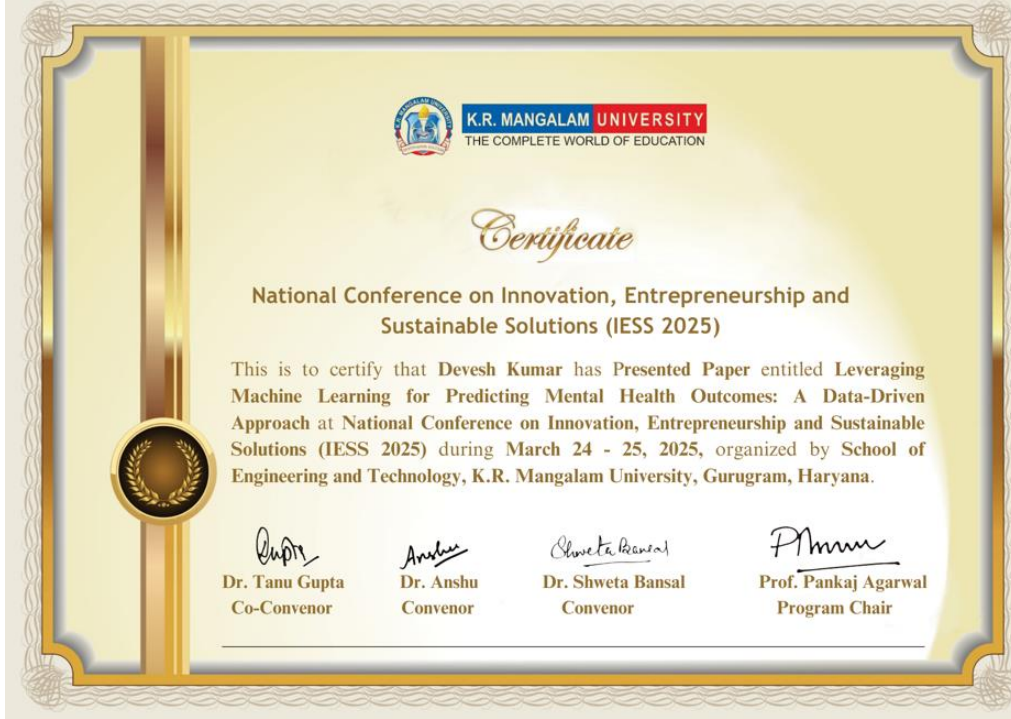 K.R. MANGALAM UNIVERSITY
THE COMPLETE WORLD OF EDUCATION
Certificate
National Conference on Innovation, Entrepreneurship and
Sustainable Solutions (IESS 2025)
This is to certify that Devesh Kumar has Presented Paper entitled Leveraging
Machine Learning for Predicting Mental Health Outcomes: A Data-Driven
Approach at National Conference on Innovation, Entrepreneurship and Sustainable
Solutions (IESS 2025) during March 24 - 25, 2025, organized by School of
Engineering and Technology, K.R. Mangalam University, Gurugram, Haryana.
Gupta Anshu Shweta Bansal
Dr. Tanu Gupta Dr. Anshu Dr. Shweta Bansal Prof. Pankaj Agarwal
Co-Convenor Convenor Convenor Program Chair